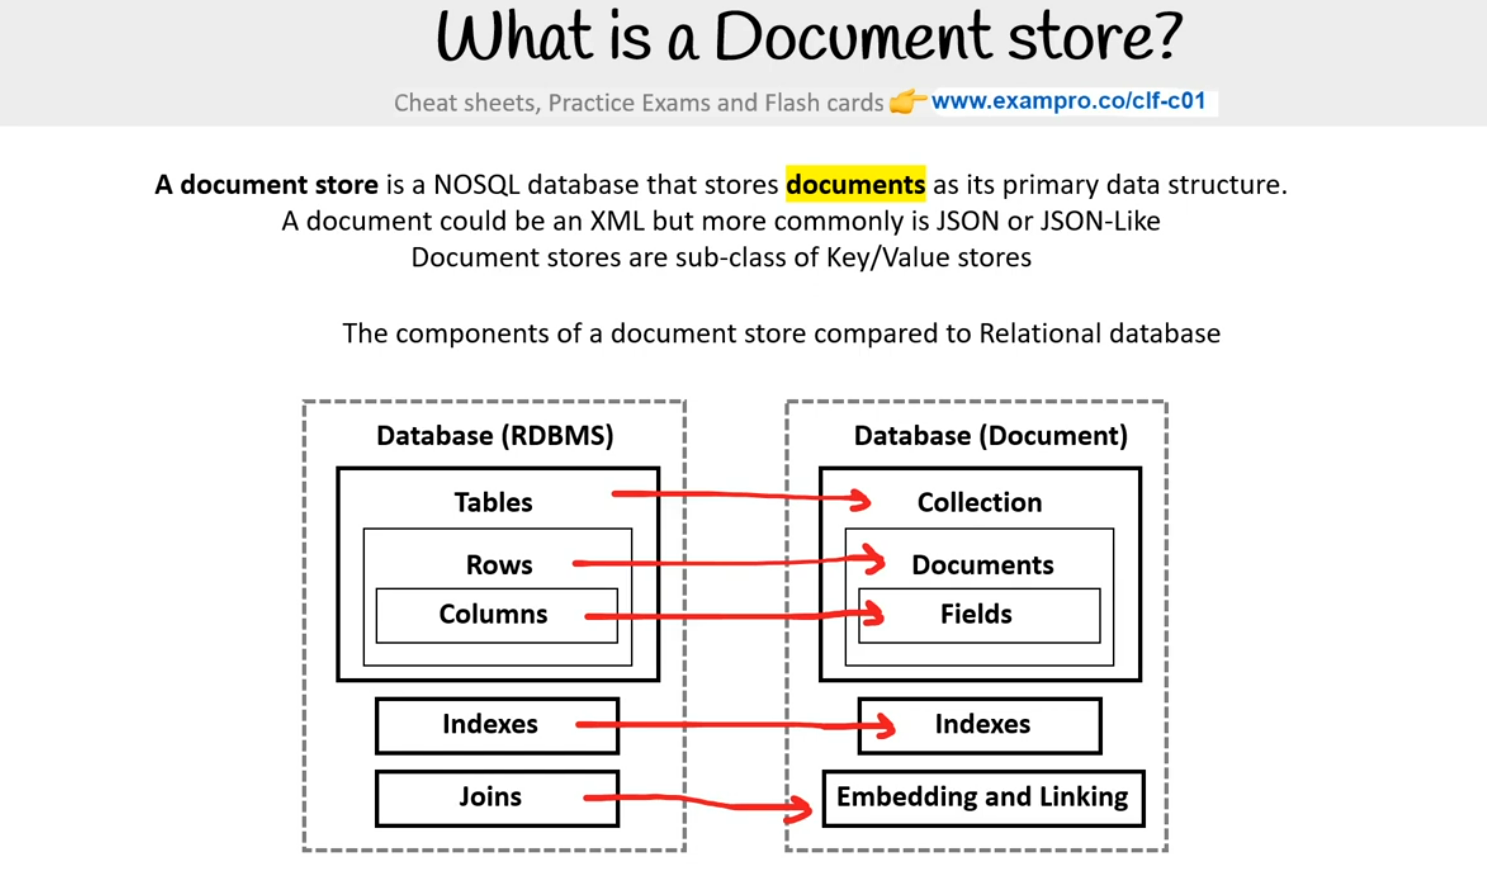 What is a Document store?
Cheat sheets, Practice Exams and Flash cards 👉 www.exampro.co/clf-c01
A document store is a NOSQL database that stores documents as its primary data structure.
A document could be an XML but more commonly is JSON or JSON-Like
Document stores are sub-class of Key/Value stores
The components of a document store compared to Relational database
Database (RDBMS)
Tables
Rows
Columns
Indexes
Joins
Database (Document)
Collection
Documents
Fields
Indexes
Embedding and Linking